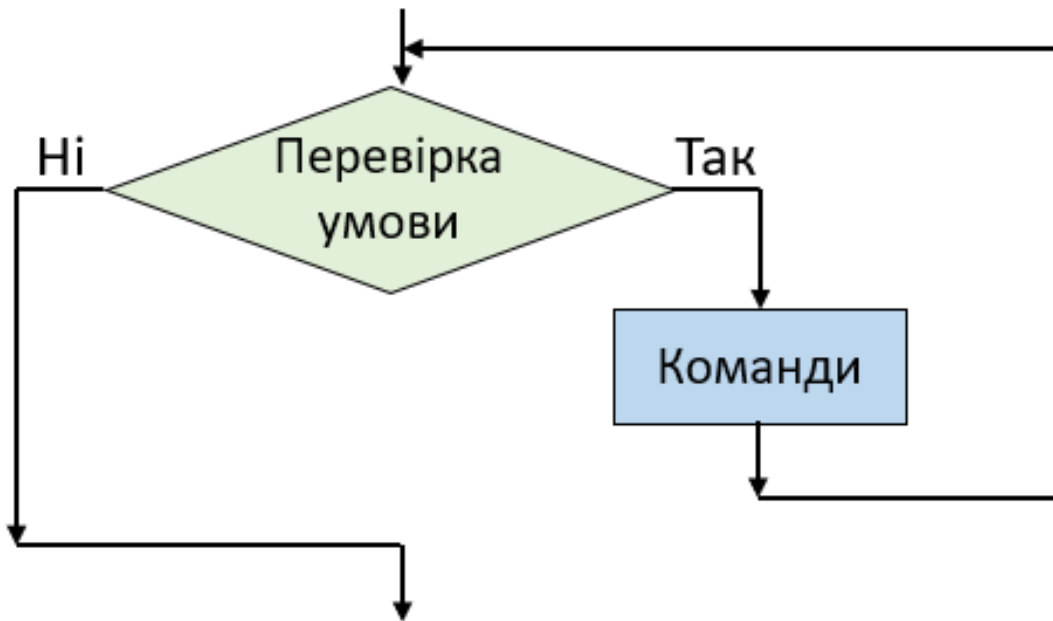 Ні
Перевірка
умови
Так
Команди